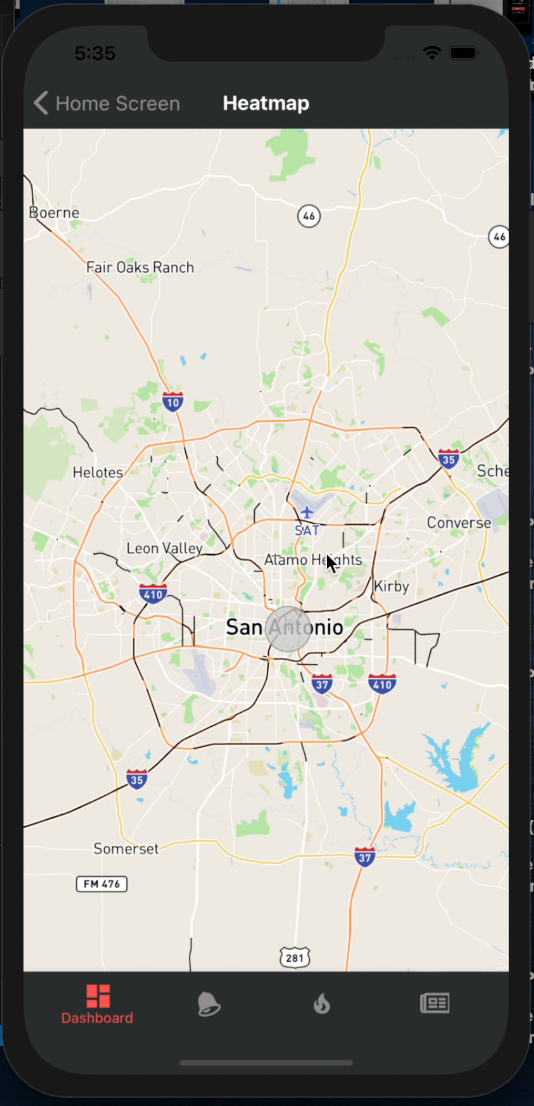 5:35
Home Screen
Heatmap
Boerne
46
46
Fair Oaks Ranch
10
35
Helotes
Sche
SAT
Converse
Leon Valley
Alamo Heights
Kirby
410
San Antonio
37
410
35
Somerset
37
FM 476
281
Dashboard